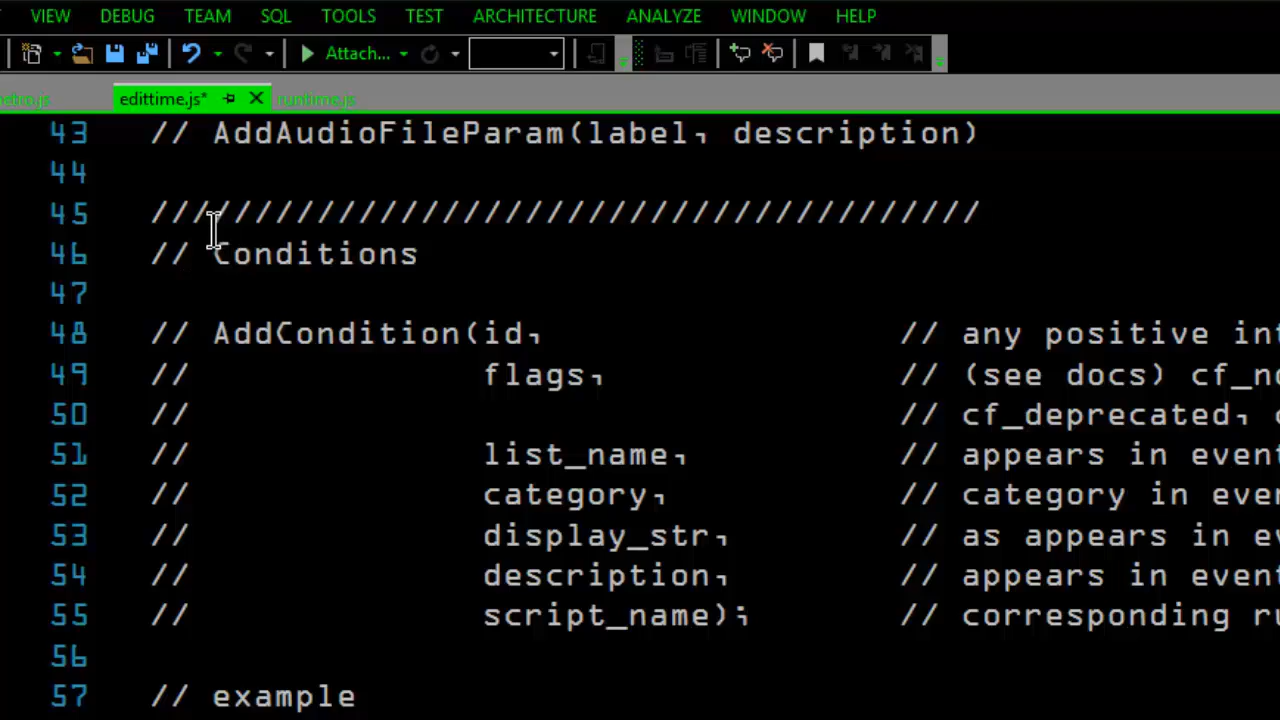 VIEW DEBUG TEAM SQL TOOLS TEST ARCHITECTURE ANALYZE WINDOW HELP
Attach...
edittime.js* runtime.js
43 // AddAudioFileParam(label, description)
44
45 ////////////////////////////////////////
46 // Conditions
47
48 // AddCondition(id, // any positive int
49 // flags, // (see docs) cf_no
50 // // cf_deprecated,
51 // list_name, // appears in event
52 // category, // category in even
53 // display_str, // as appears in ev
54 // description, // appears in event
55 // script_name); // corresponding ru
56
57 // example